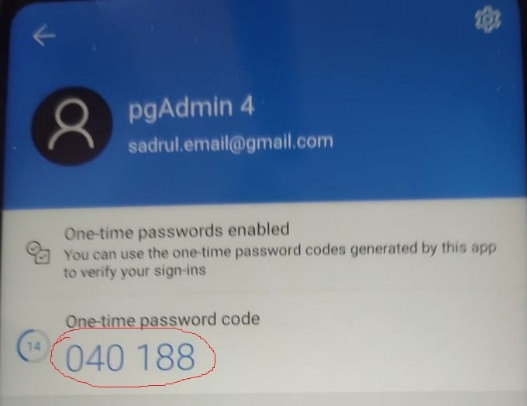 pgAdmin 4
sadrul.email@gmail.com
One-time passwords enabled
You can use the one-time password codes generated by this app
to verify your sign-ins
One-time password code
14
040 188